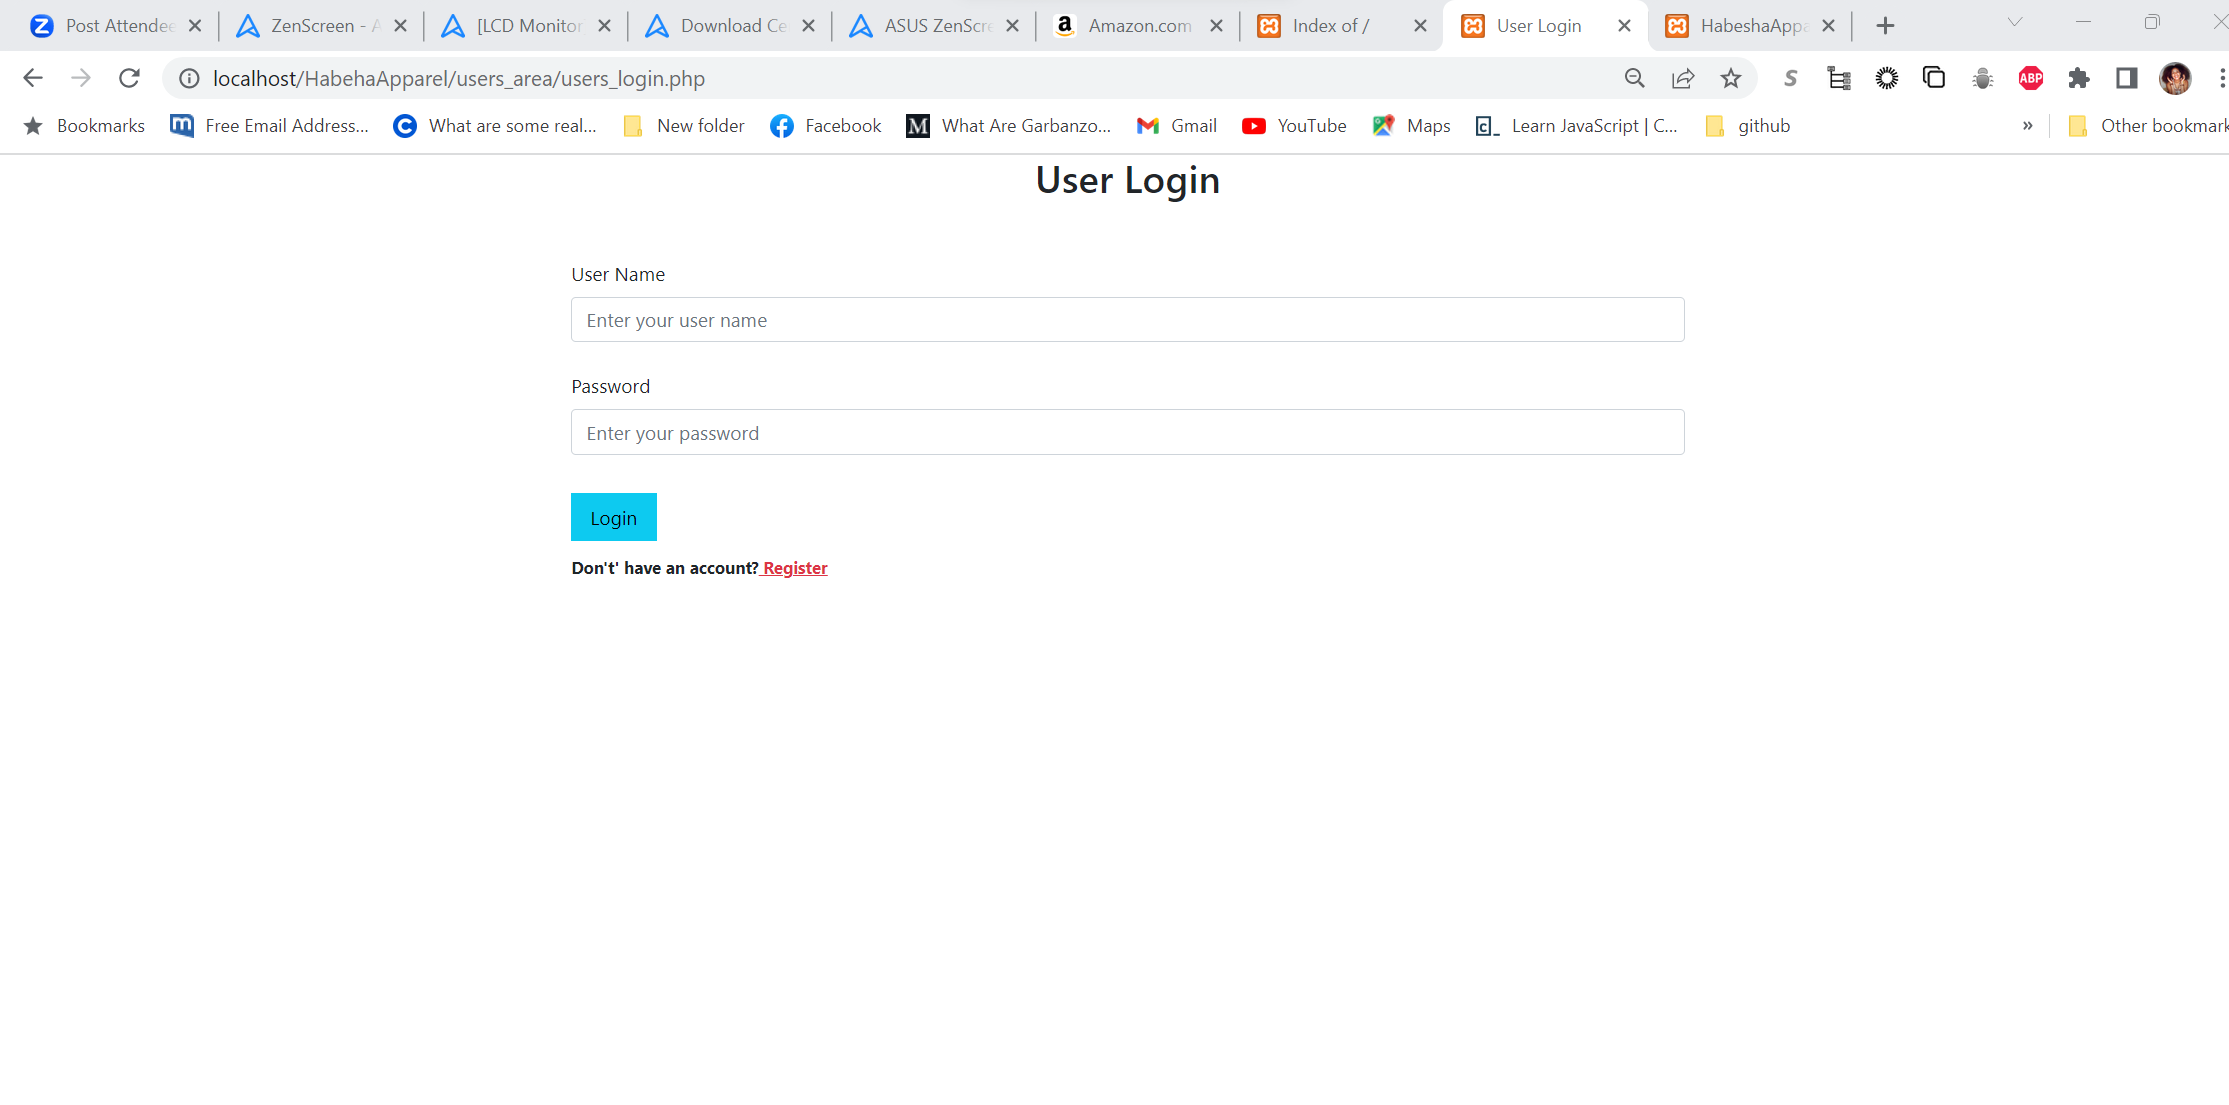 Post Attendee
ZenScreen - A
[LCD Monitor
Download Ce
ASUS ZenScre
Amazon.com
Index of /
User Login
HabeshaAppa
localhost/HabehaApparel/users_area/users_login.php
ABP
Bookmarks
Free Email Address...
What are some real...
New folder
Facebook
What Are Garbanzo...
Gmail
YouTube
Maps
Learn JavaScript | C...
github
»
Other bookmark
User Login
User Name
Enter your user name
Password
Enter your password
Login
Don't' have an account? Register